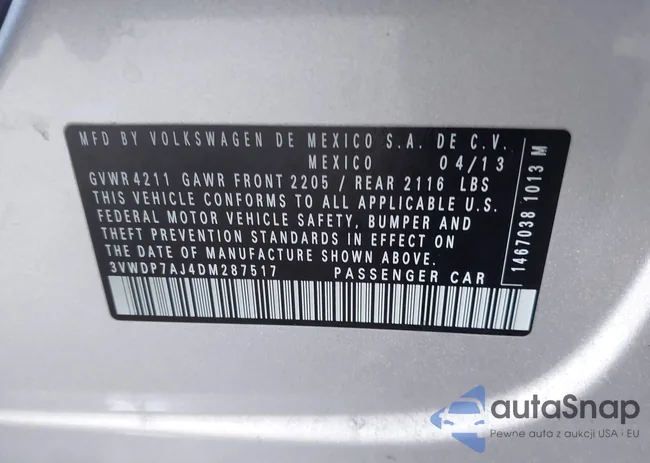 MFD BY VOLKSWAGEN DE MEXICO S.A. DE C.V.
MEXICO 04/13
GVWR 4211 GAWR FRONT 2205 / REAR 2116 LBS
THIS VEHICLE CONFORMS TO ALL APPLICABLE U.S.
FEDERAL MOTOR VEHICLE SAFETY, BUMPER AND
THEFT PREVENTION STANDARDS IN EFFECT ON
THE DATE OF MANUFACTURE SHOWN ABOVE.
3VWDP7AJ4DM287517 PASSENGER CAR
1467038 1013 M
autaSnap
Pewne auta z aukcji USA i EU